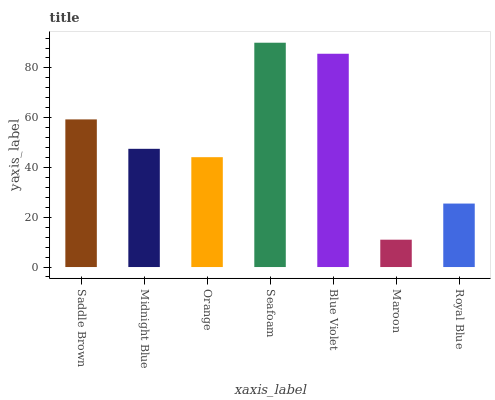 title
yaxis_label
80
60
40
20
0
Saddle Brown
Midnight Blue
Orange
Seafoam
Blue Violet
Maroon
Royal Blue
xaxis_label